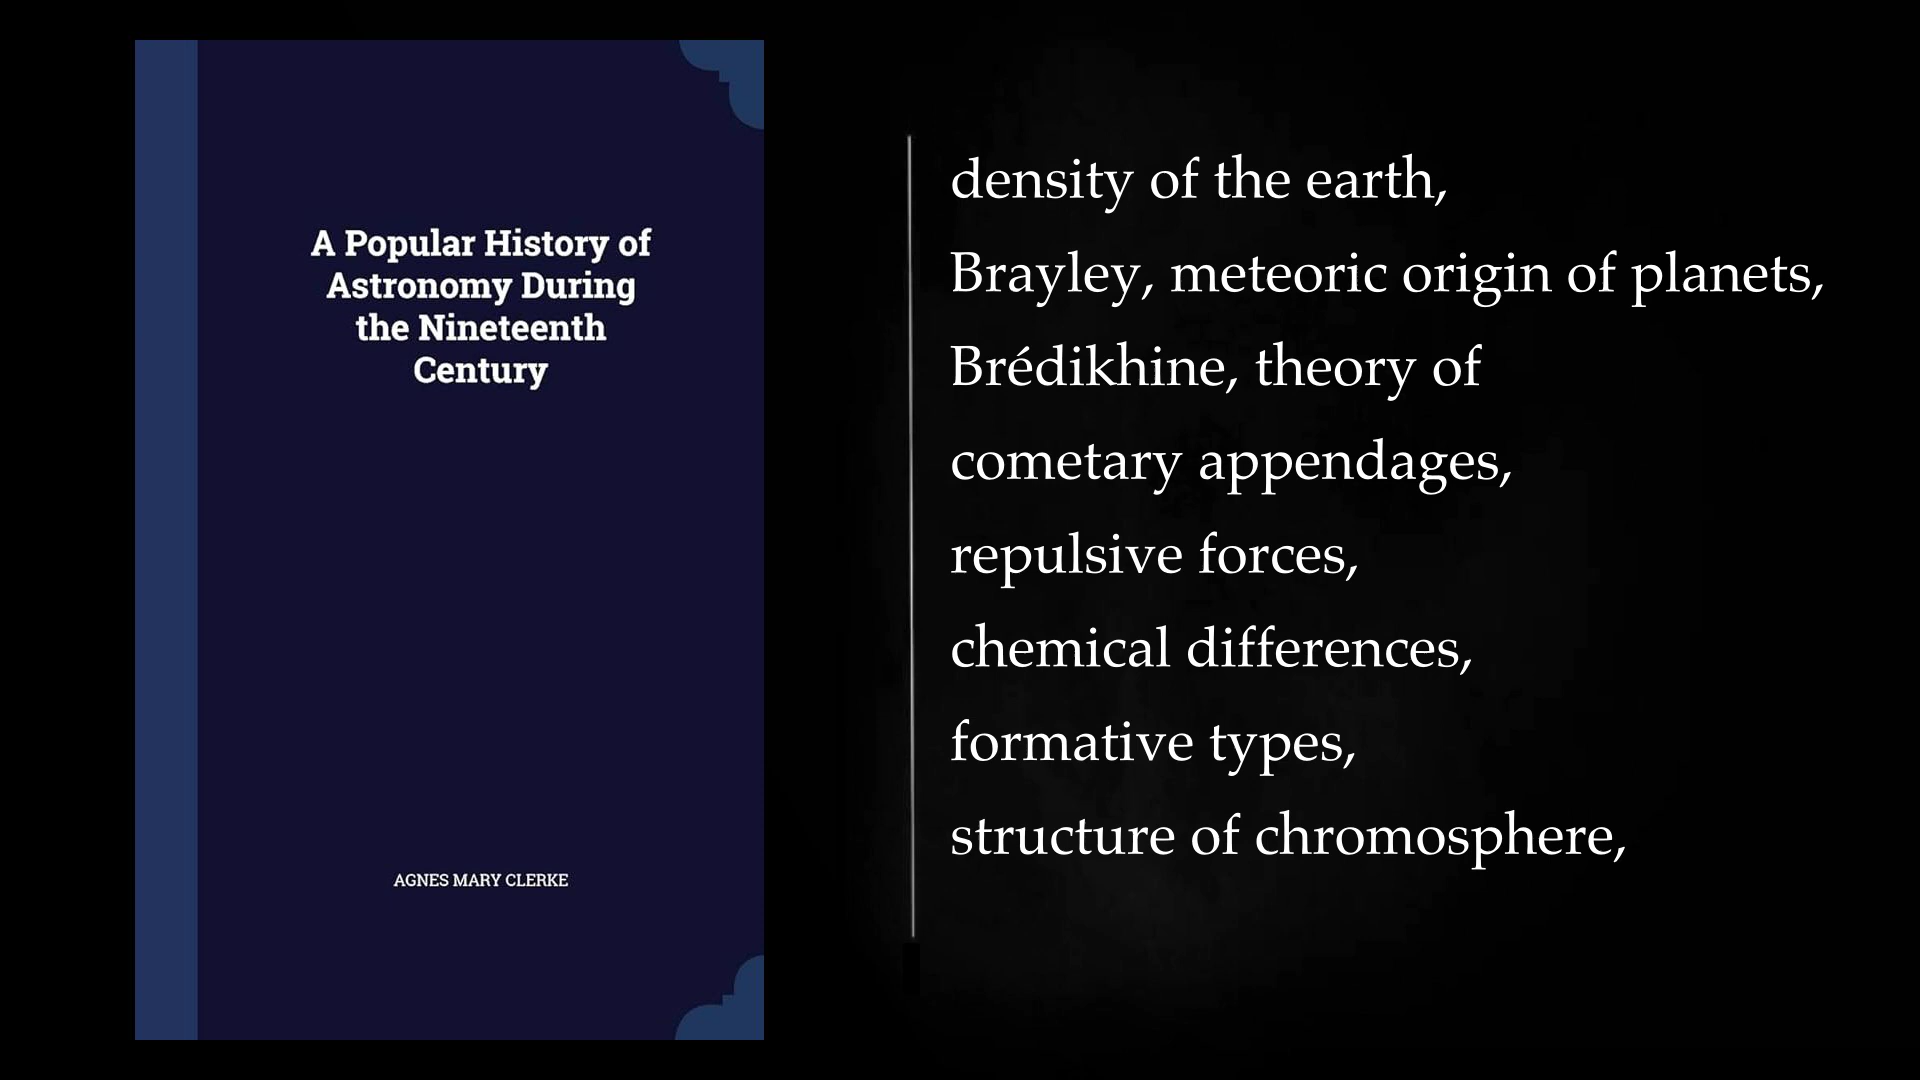 A Popular History of
Astronomy During
the Nineteenth
Century
AGNES MARY CLERKE
density of the earth,
Brayley, meteoric origin of planets,
Brédikhine, theory of
cometary appendages,
repulsive forces,
chemical differences,
formative types,
structure of chromosphere,